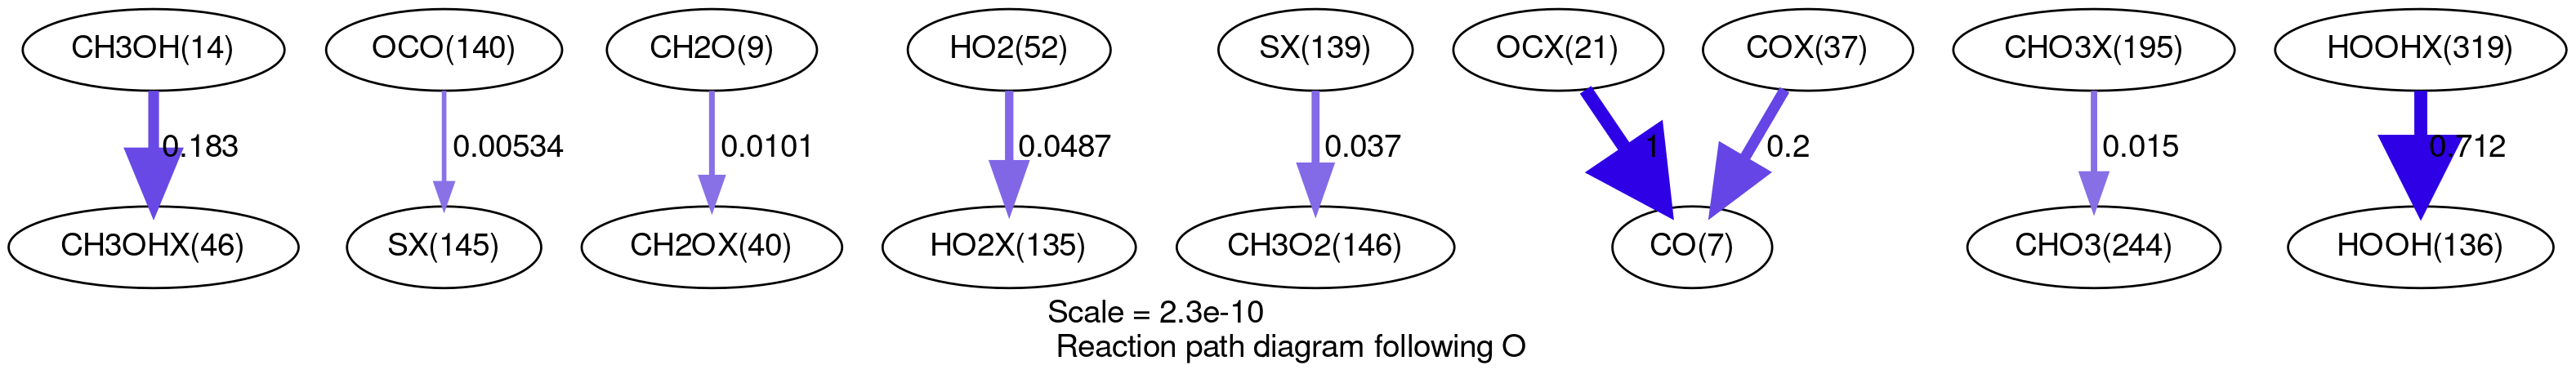 CH3OH(14) OCO(140) CH2O(9) HO2(52) SX(139) OCX(21) COX(37) CHO3X(195) HOOHX(319)
0.183 0.00534 0.0101 0.0487 0.037 1 0.2 0.015 0.712
CH3OHX(46) SX(145) CH2OX(40) HO2X(135) CH3O2(146) CO(7) CHO3(244) HOOH(136)
Scale = 2.3e-10
Reaction path diagram following O